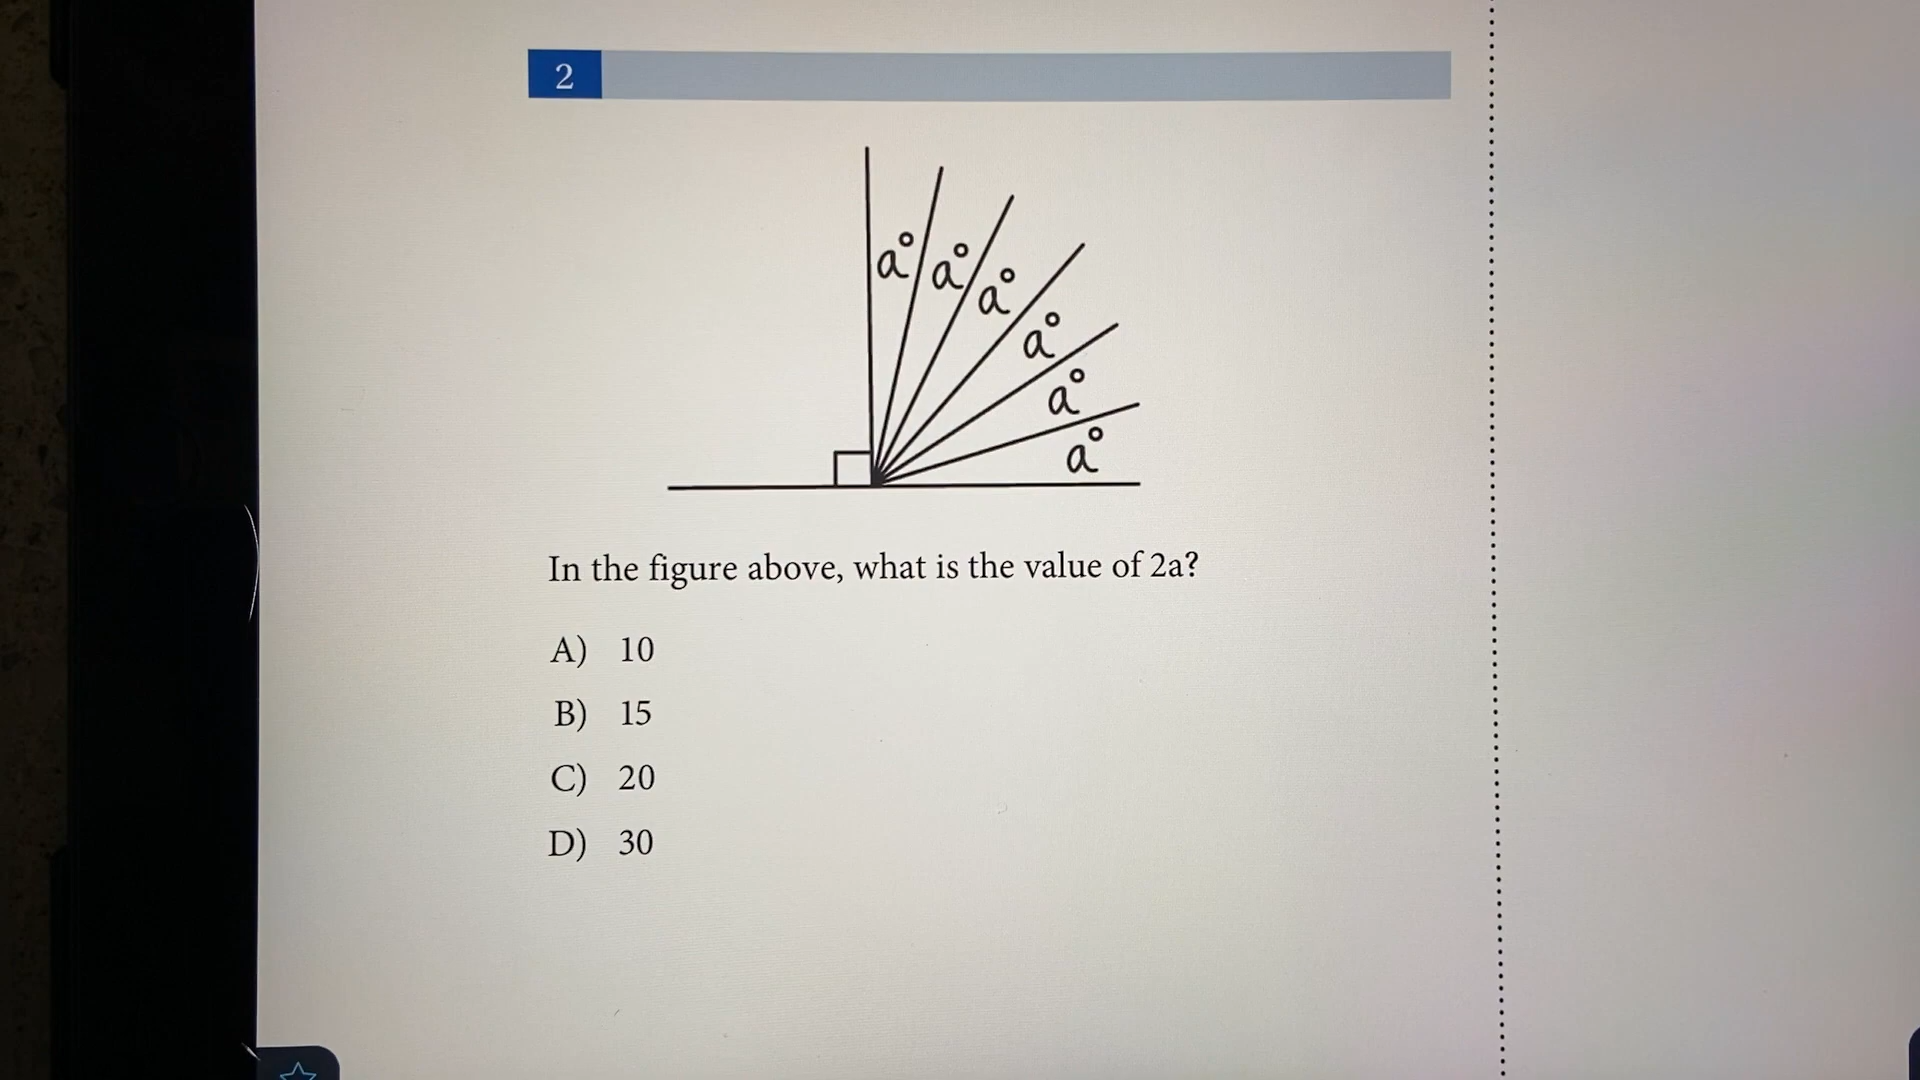 2
a°
a°
a°
a°
a°
a°
In the figure above, what is the value of 2a?
A) 10
B) 15
C) 20
D) 30